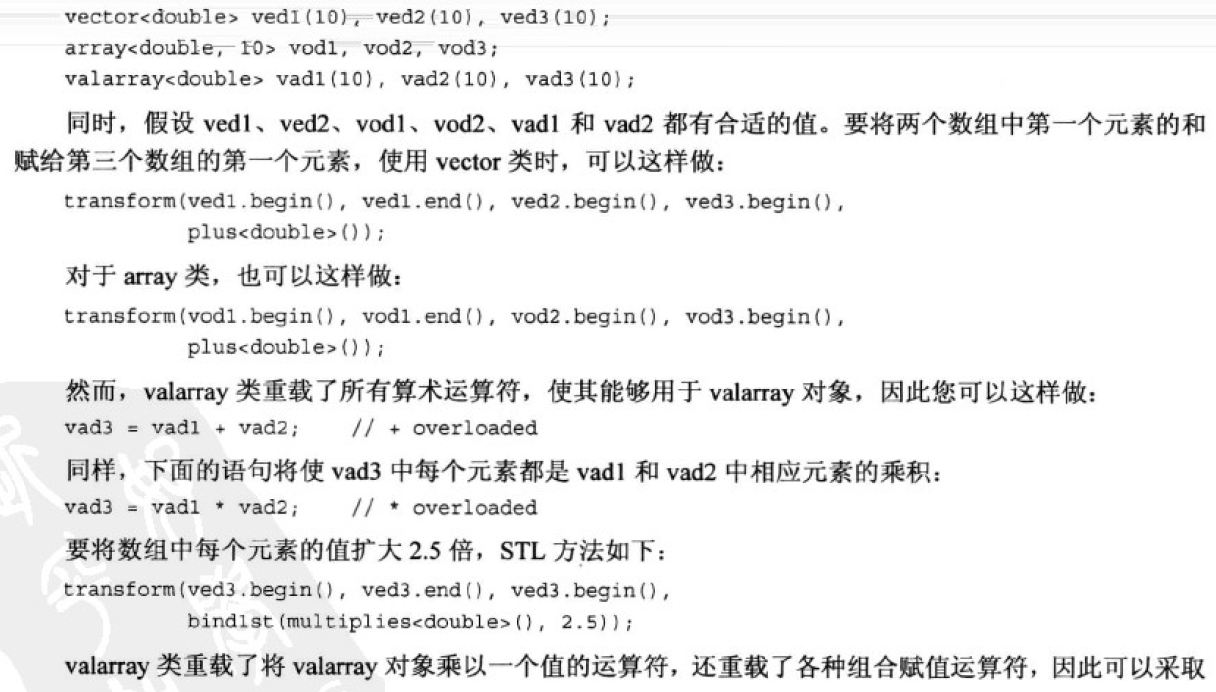 vector<double> ved1(10), ved2(10), ved3(10);
array<double, 10> vod1, vod2, vod3;
valarray<double> vad1(10), vad2(10), vad3(10);
同时，假设 ved1、ved2、vod1、vod2、vad1 和 vad2 都有合适的值。要将两个数组中第一个元素的和
赋给第三个数组的第一个元素，使用 vector 类时，可以这样做：
transform(ved1.begin(), ved1.end(), ved2.begin(), ved3.begin(),
plus<double>());
对于 array 类，也可以这样做：
transform(vod1.begin(), vod1.end(), vod2.begin(), vod3.begin(),
plus<double>());
然而，valarray 类重载了所有算术运算符，使其能够用于 valarray 对象，因此您可以这样做：
vad3 = vad1 + vad2; // + overloaded
同样，下面的语句将使 vad3 中每个元素都是 vad1 和 vad2 中相应元素的乘积：
vad3 = vad1 * vad2; // * overloaded
要将数组中每个元素的值扩大 2.5 倍，STL 方法如下：
transform(ved3.begin(), ved3.end(), ved3.begin(),
bind1st(multiplies<double>(), 2.5));
valarray 类重载了将 valarray 对象乘以一个值的运算符，还重载了各种组合赋值运算符，因此可以采取